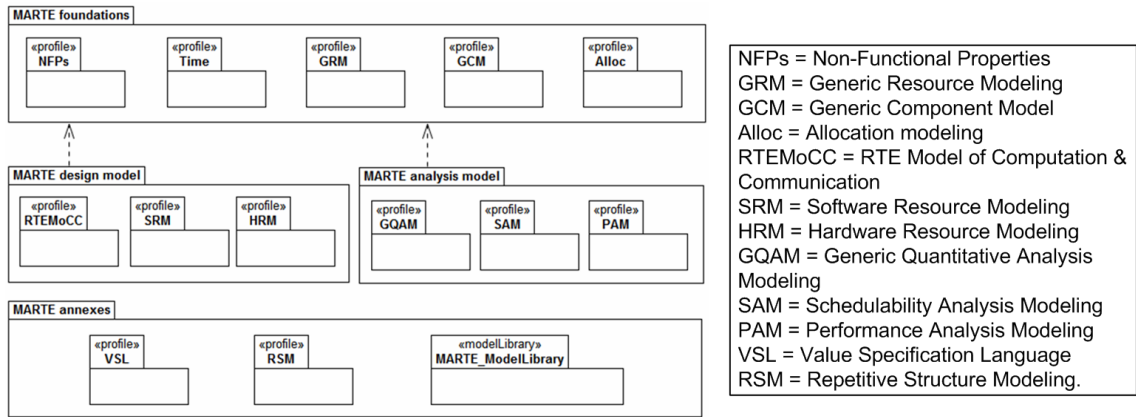 MARTE foundations
«profile»
NFPs
«profile»
Time
«profile»
GRM
«profile»
GCM
«profile»
Alloc
MARTE design model
«profile»
RTEMoCC
«profile»
SRM
«profile»
HRM
MARTE analysis model
«profile»
GQAM
«profile»
SAM
«profile»
PAM
MARTE annexes
«profile»
VSL
«profile»
RSM
«modelLibrary»
MARTE_ModelLibrary
NFPs = Non-Functional Properties
GRM = Generic Resource Modeling
GCM = Generic Component Model
Alloc = Allocation modeling
RTEMoCC = RTE Model of Computation &
Communication
SRM = Software Resource Modeling
HRM = Hardware Resource Modeling
GQAM = Generic Quantitative Analysis
Modeling
SAM = Schedulability Analysis Modeling
PAM = Performance Analysis Modeling
VSL = Value Specification Language
RSM = Repetitive Structure Modeling.